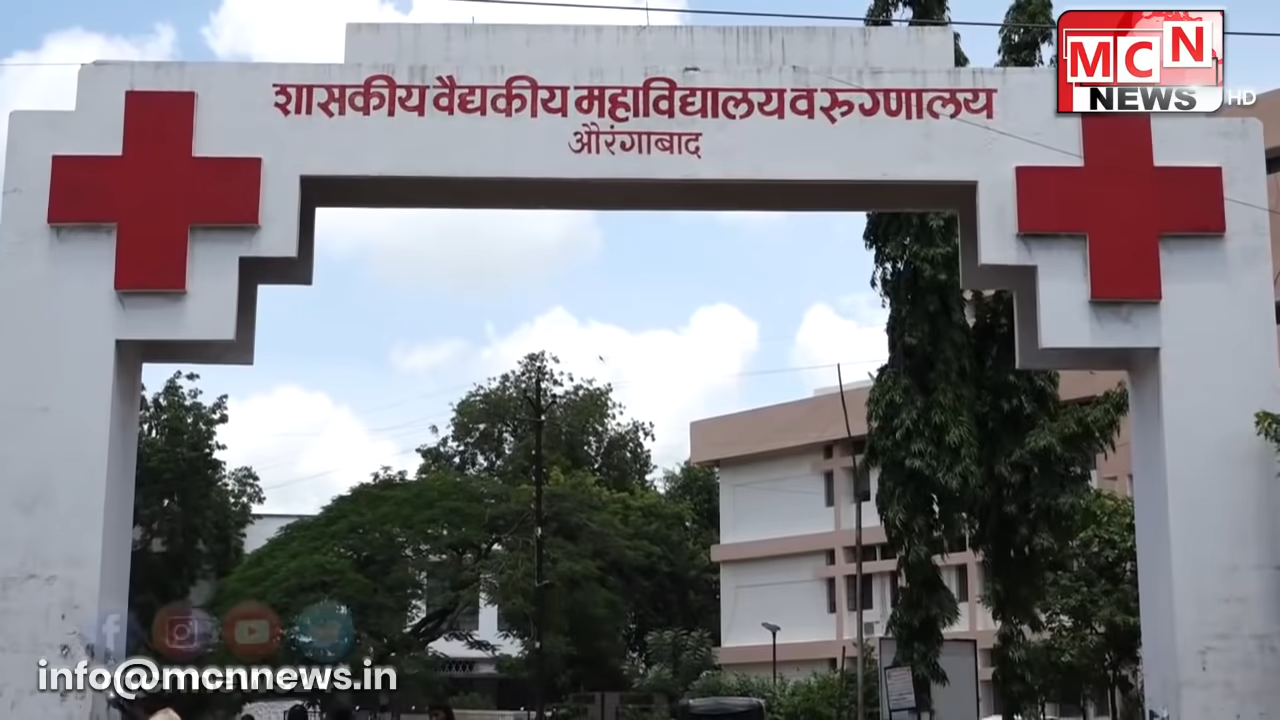 शासकीय वैद्यकीय महाविद्यालय व रुग्णालय
औरंगाबाद
MCN
NEWS HD
info@mcnnews.in